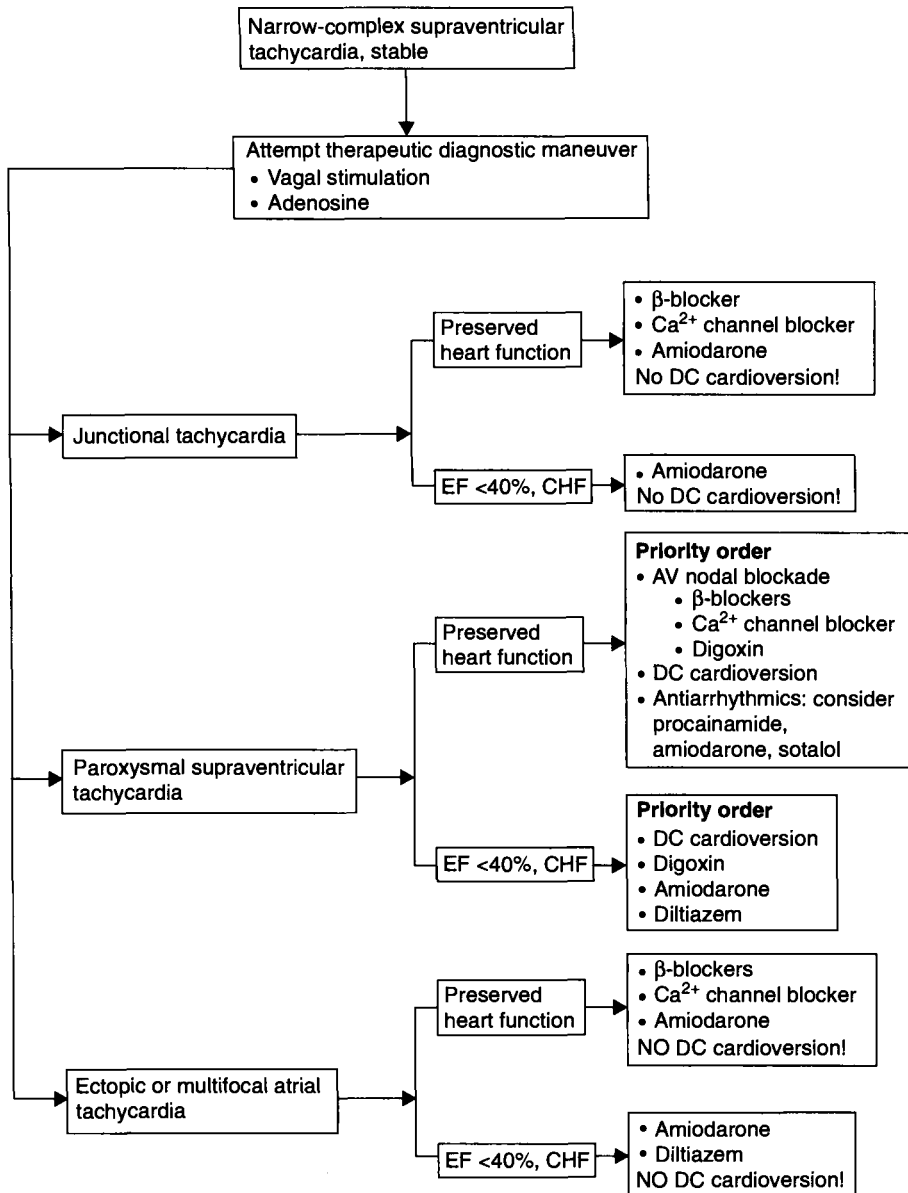 Narrow-complex supraventricular
tachycardia, stable
Attempt therapeutic diagnostic maneuver
• Vagal stimulation
• Adenosine
Junctional tachycardia
Preserved
heart function
• β-blocker
• Ca²⁺ channel blocker
• Amiodarone
No DC cardioversion!
EF <40%, CHF
• Amiodarone
No DC cardioversion!
Paroxysmal supraventricular
tachycardia
Preserved
heart function
Priority order
• AV nodal blockade
• β-blockers
• Ca²⁺ channel blocker
• Digoxin
• DC cardioversion
• Antiarrhythmics: consider
procainamide,
amiodarone, sotalol
EF <40%, CHF
Priority order
• DC cardioversion
• Digoxin
• Amiodarone
• Diltiazem
Ectopic or multifocal atrial
tachycardia
Preserved
heart function
• β-blockers
• Ca²⁺ channel blocker
• Amiodarone
NO DC cardioversion!
EF <40%, CHF
• Amiodarone
• Diltiazem
NO DC cardioversion!